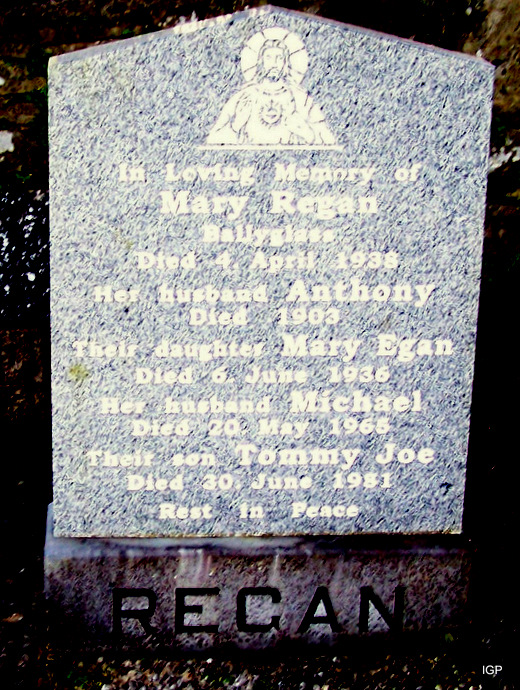 In Loving Memory of
Mary Regan
Ballyglass
Died 4. April 1938
Her husband Anthony
Died 1903
Their daughter Mary Egan
Died 6. June 1936
Her husband Michael
Died 20. May 1965
Their son Tommy Joe
Died 30. June 1981
Rest in Peace
REGAN
IGP